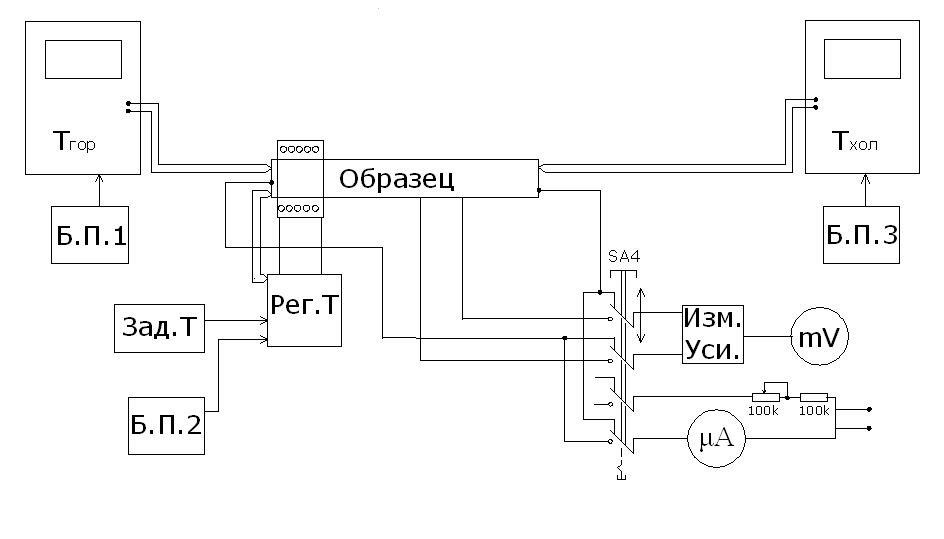 Тгор
Тхол
Образец
Б.П.1
Б.П.3
SA4
Рег.Т
Зад.Т
Изм.
Уси.
mV
100k
100k
Б.П.2
µA